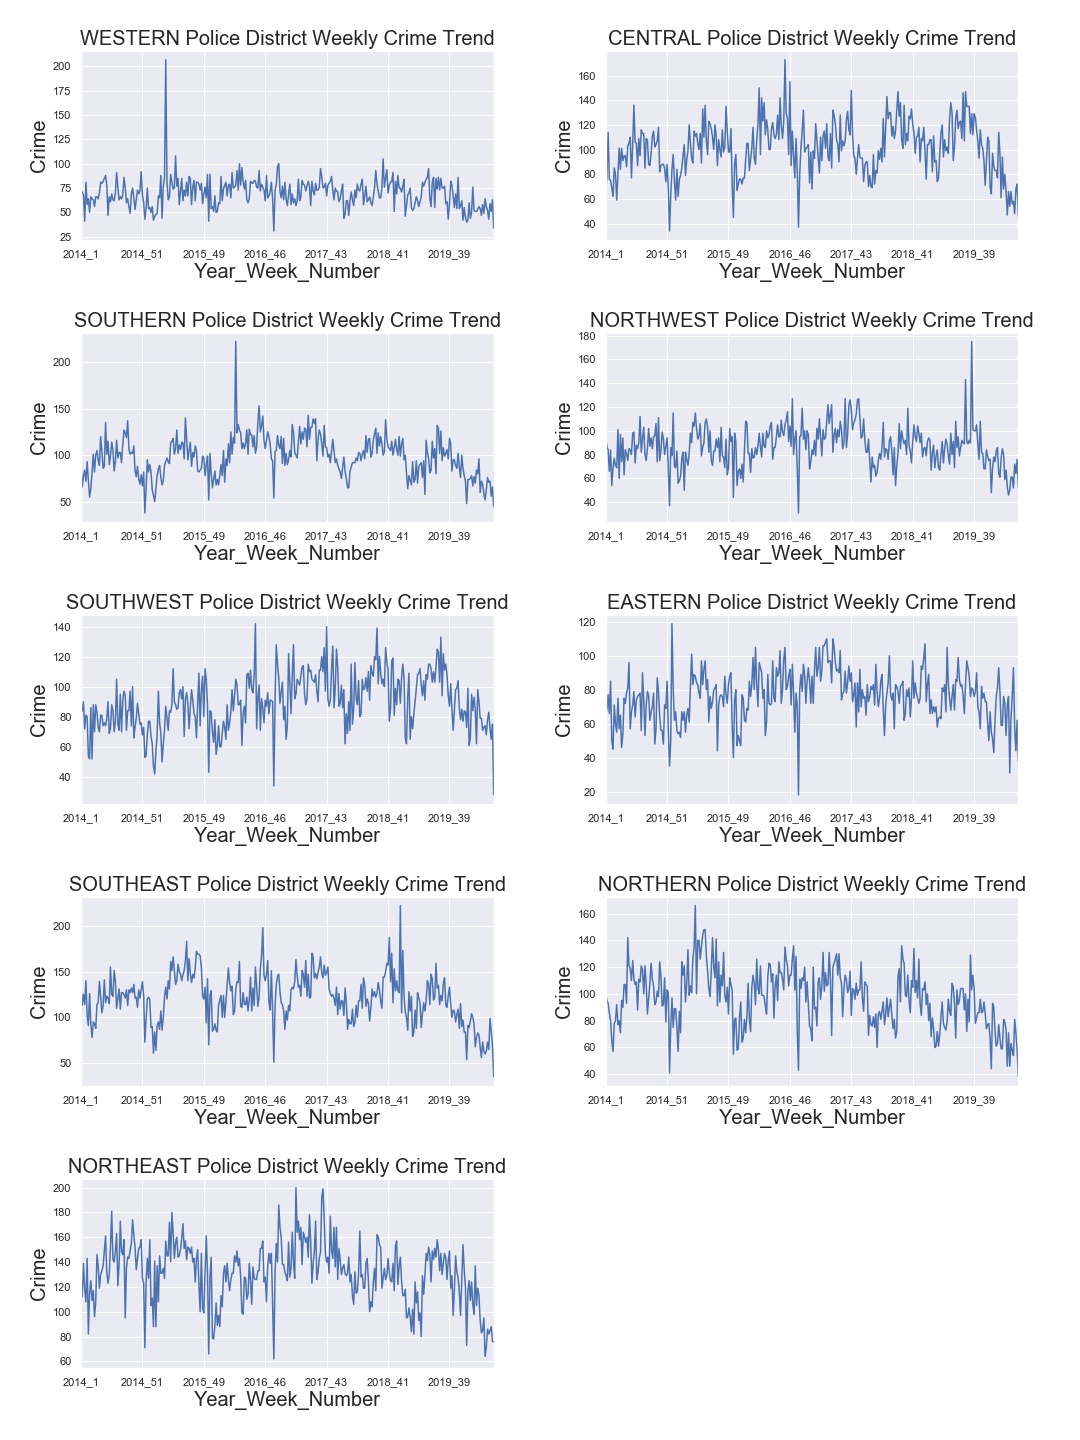 WESTERN Police District Weekly Crime Trend
Crime
200
175
150
125
100
75
50
25
2014_1 2014_51 2015_49 2016_46 2017_43 2018_41 2019_39
Year_Week_Number
CENTRAL Police District Weekly Crime Trend
Crime
160
140
120
100
80
60
40
2014_1 2014_51 2015_49 2016_46 2017_43 2018_41 2019_39
Year_Week_Number
SOUTHERN Police District Weekly Crime Trend
Crime
200
150
100
50
2014_1 2014_51 2015_49 2016_46 2017_43 2018_41 2019_39
Year_Week_Number
NORTHWEST Police District Weekly Crime Trend
Crime
180
160
140
120
100
80
60
40
2014_1 2014_51 2015_49 2016_46 2017_43 2018_41 2019_39
Year_Week_Number
SOUTHWEST Police District Weekly Crime Trend
Crime
140
120
100
80
60
40
2014_1 2014_51 2015_49 2016_46 2017_43 2018_41 2019_39
Year_Week_Number
EASTERN Police District Weekly Crime Trend
Crime
120
100
80
60
40
20
2014_1 2014_51 2015_49 2016_46 2017_43 2018_41 2019_39
Year_Week_Number
SOUTHEAST Police District Weekly Crime Trend
Crime
200
150
100
50
2014_1 2014_51 2015_49 2016_46 2017_43 2018_41 2019_39
Year_Week_Number
NORTHERN Police District Weekly Crime Trend
Crime
160
140
120
100
80
60
40
2014_1 2014_51 2015_49 2016_46 2017_43 2018_41 2019_39
Year_Week_Number
NORTHEAST Police District Weekly Crime Trend
Crime
200
180
160
140
120
100
80
60
2014_1 2014_51 2015_49 2016_46 2017_43 2018_41 2019_39
Year_Week_Number